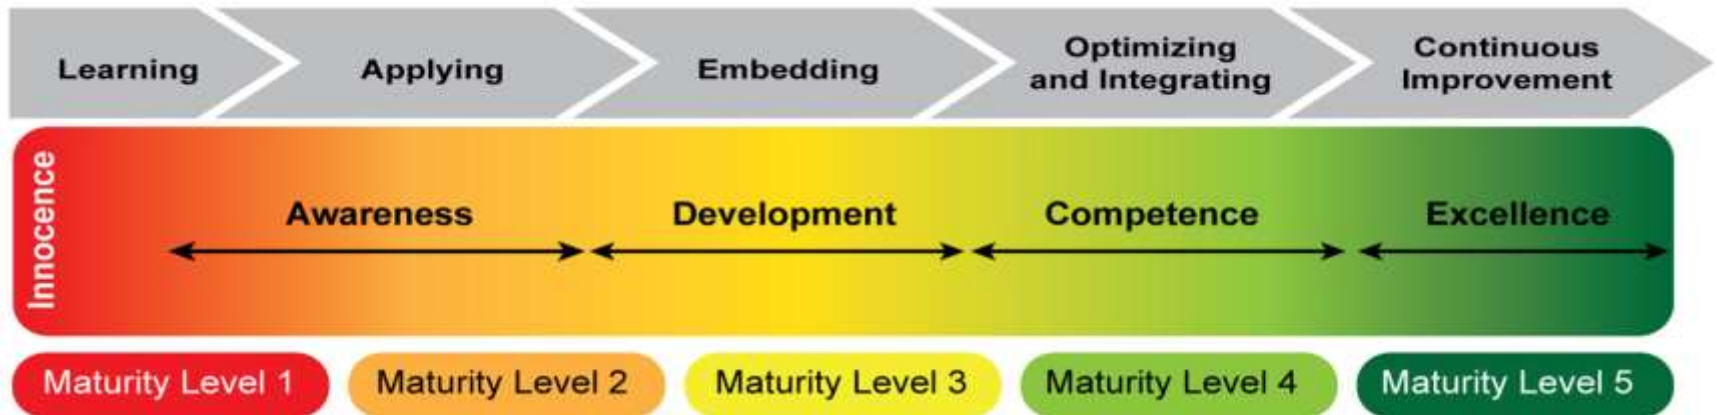 Learning
Applying
Embedding
Optimizing
and Integrating
Continuous
Improvement
Innocence
Awareness
Development
Competence
Excellence
Maturity Level 1
Maturity Level 2
Maturity Level 3
Maturity Level 4
Maturity Level 5